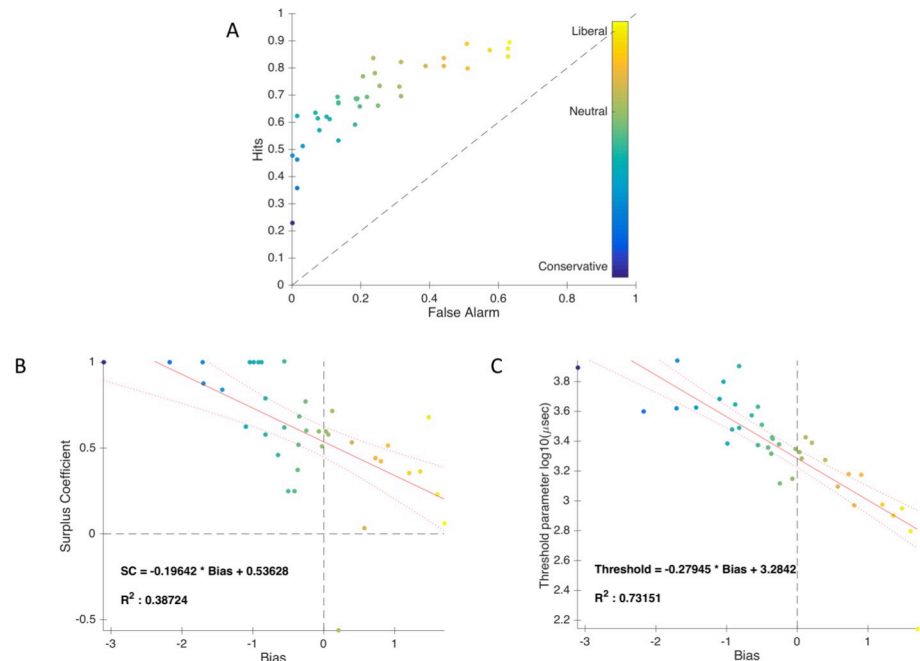 A
1
0.9
0.8
0.7
0.6
0.5
0.4
0.3
0.2
0.1
0
Hits
0 0.2 0.4 0.6 0.8 1
False Alarm
Liberal
Neutral
Conservative
B
1
0.5
0
-0.5
Surplus Coefficient
SC = -0.19642 * Bias + 0.53628
R² : 0.38724
-3 -2 -1 0 1
Bias
C
3.8
3.6
3.4
3.2
3
2.8
2.6
2.4
2.2
Threshold parameter log10(μsec)
Threshold = -0.27945 * Bias + 3.2842
R² : 0.73151
-3 -2 -1 0 1
Bias